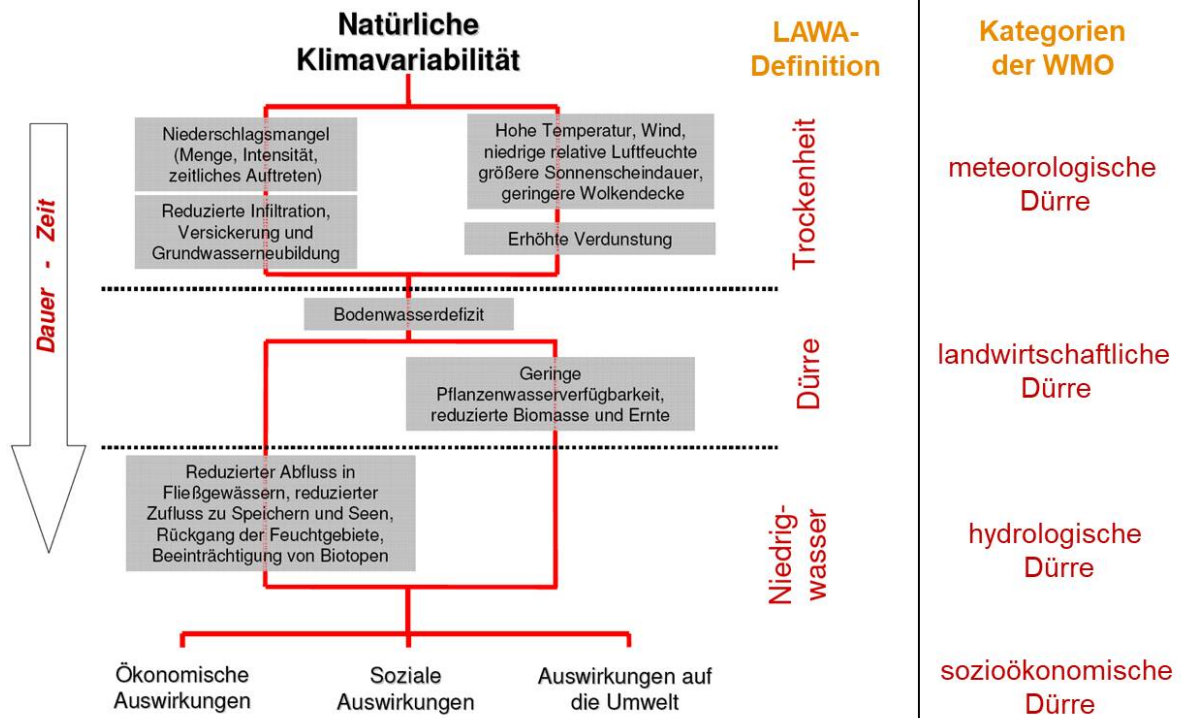 Natürliche
Klimavariabilität
LAWA-
Definition
Kategorien
der WMO
Dauer - Zeit
Niederschlagsmangel
(Menge, Intensität,
zeitliches Auftreten)
Hohe Temperatur, Wind,
niedrige relative Luftfeuchte
größere Sonnenscheindauer,
geringere Wolkendecke
Reduzierte Infiltration,
Versickerung und
Grundwasserneubildung
Erhöhte Verdunstung
Trockenheit
meteorologische
Dürre
Bodenwasserdefizit
Geringe
Pflanzenwasserverfügbarkeit,
reduzierte Biomasse und Ernte
Dürre
landwirtschaftliche
Dürre
Reduzierter Abfluss in
Fließgewässern, reduzierter
Zufluss zu Speichern und Seen,
Rückgang der Feuchtgebiete,
Beeinträchtigung von Biotopen
Niedrig-
wasser
hydrologische
Dürre
Ökonomische
Auswirkungen
Soziale
Auswirkungen
Auswirkungen auf
die Umwelt
sozioökonomische
Dürre